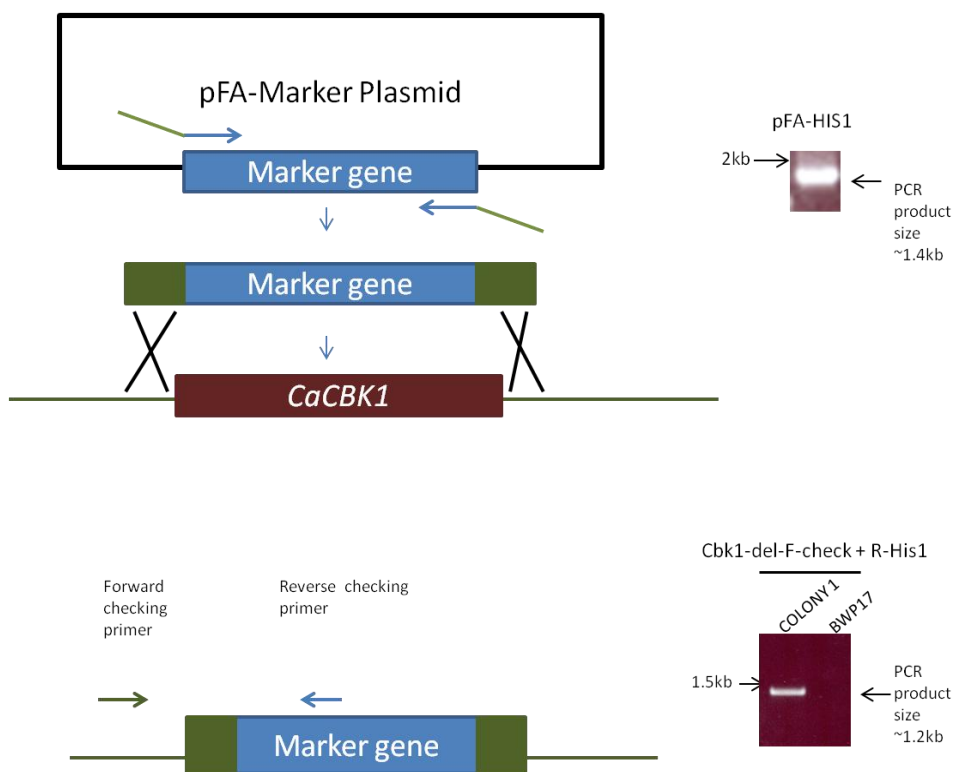 pFA-Marker Plasmid
Marker gene
Marker gene
CaCBK1
pFA-HIS1
2kb
PCR
product
size
~1.4kb
Forward
checking
primer
Reverse checking
primer
Marker gene
Cbk1-del-F-check + R-His1
COLONY1
BWP17
1.5kb
PCR
product
size
~1.2kb